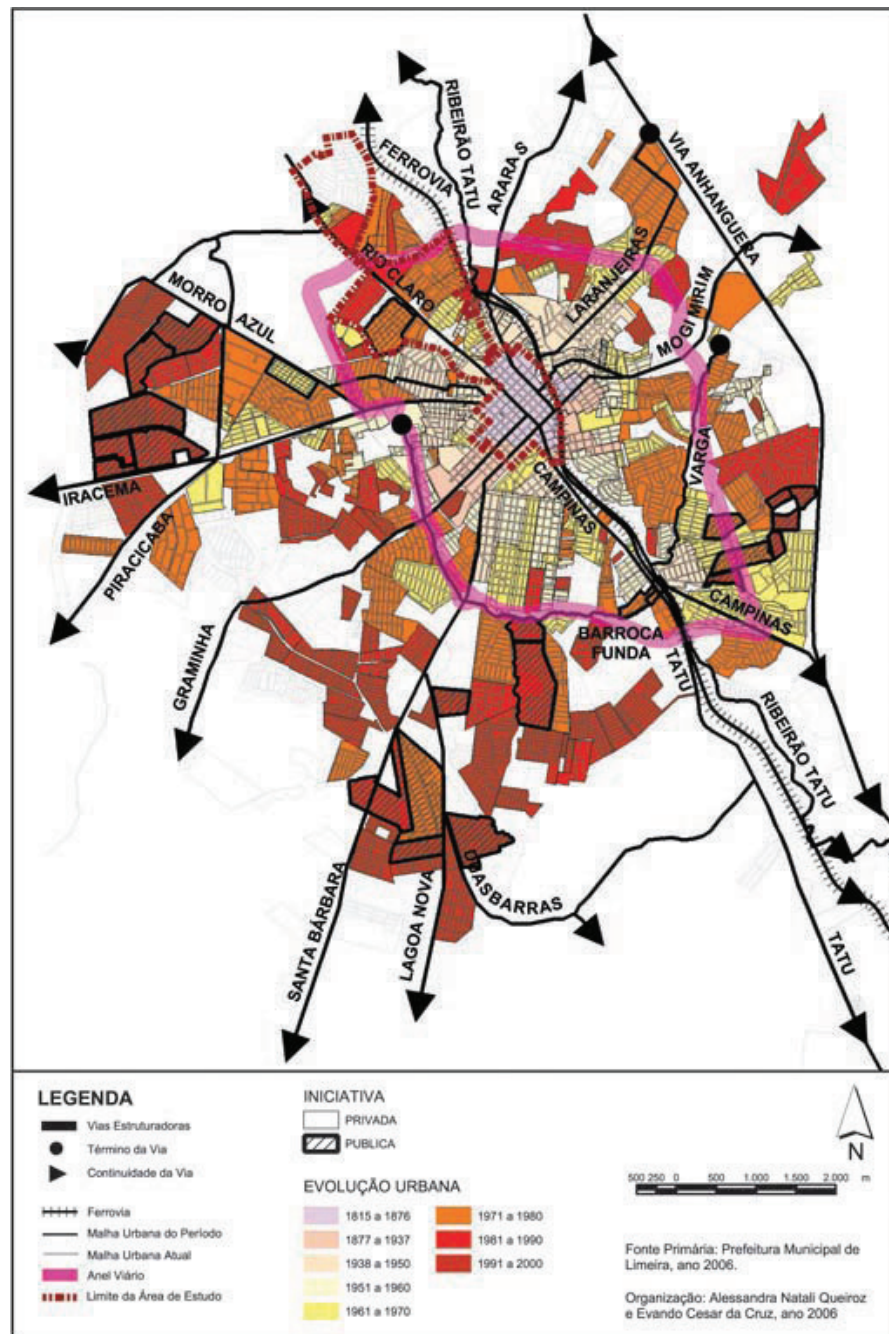 RIBEIRÃO TATU
FERROVIA
ARARAS
VIA ANHANGUERA
RIO CLARO
LARANJEIRAS
MOGI MIRIM
MORRO AZUL
VARGA
IRACEMA
CAMPINAS
PIRACICABA
CAMPINAS
GRAMINHA
BARROCA
FUNDA
TATU
RIBEIRÃO TATU
SANTA BÁRBARA
LAGOA NOVA
DUASBARRAS
TATU
LEGENDA
Vias Estruturadoras
Término da Via
Continuidade da Via
Ferrovia
Malha Urbana do Período
Malha Urbana Atual
Anel Viário
Limite da Área de Estudo
INICIATIVA
PRIVADA
PUBLICA
EVOLUÇÃO URBANA
1815 a 1876
1877 a 1937
1938 a 1950
1951 a 1960
1961 a 1970
1971 a 1980
1981 a 1990
1991 a 2000
N
500 250 0 500 1.000 1.500 2.000 m
Fonte Primária: Prefeitura Municipal de
Limeira, ano 2006.
Organização: Alessandra Natali Queiroz
e Evando Cesar da Cruz, ano 2006